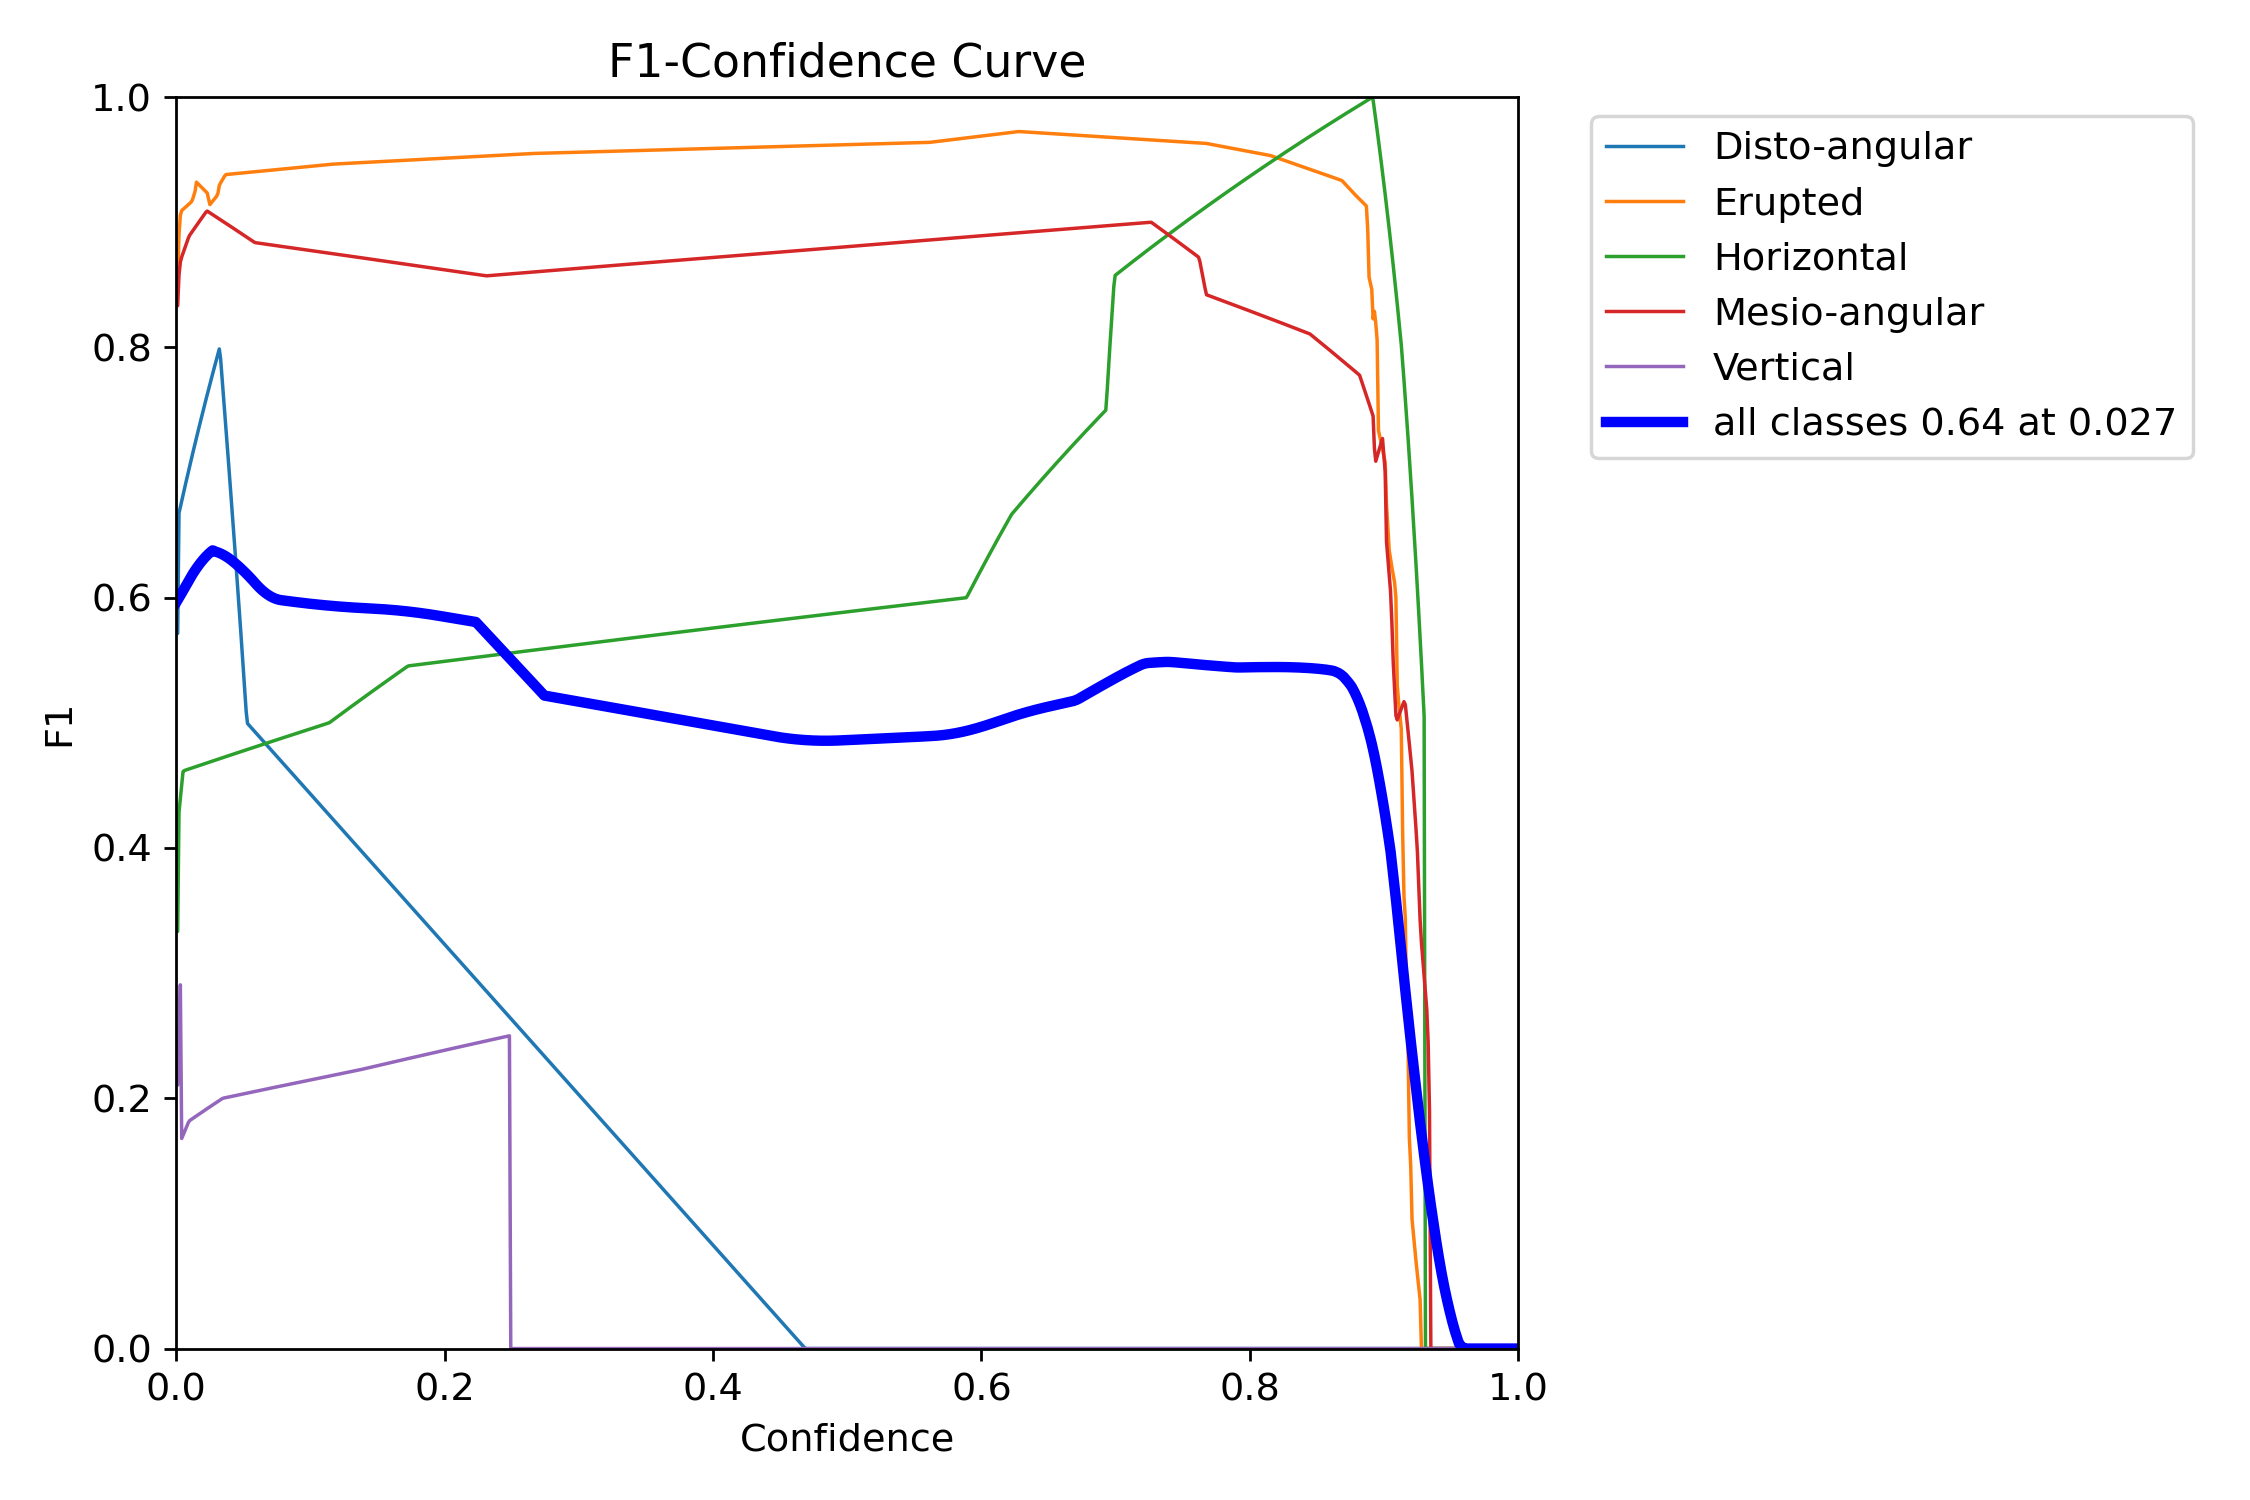 F1-Confidence Curve
1.0
0.8
0.6
0.4
0.2
0.0
F1
0.0 0.2 0.4 0.6 0.8 1.0
Confidence
Disto-angular
Erupted
Horizontal
Mesio-angular
Vertical
all classes 0.64 at 0.027